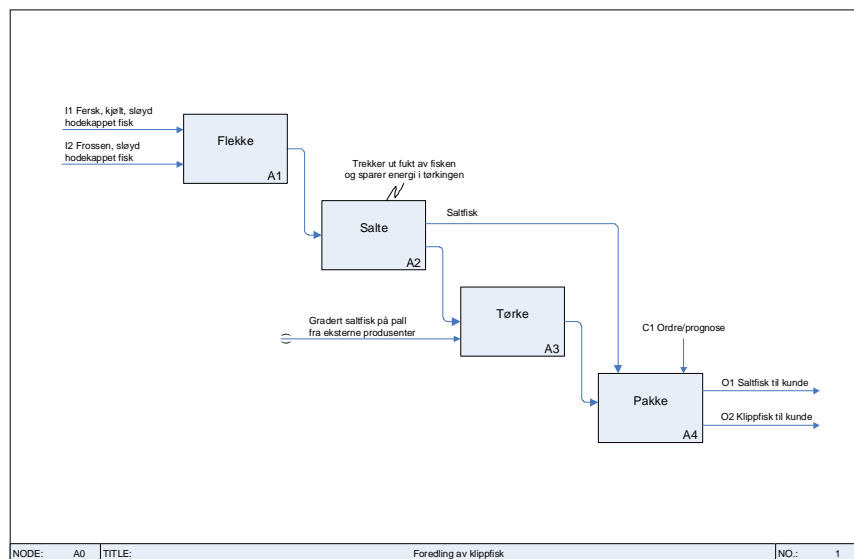 I1 Fersk, kjølt, sløyd
hodekappet fisk
I2 Frossen, sløyd
hodekappet fisk
Flekke
A1
Trekker ut fukt av fisken
og sparer energi i tørkingen
Salte
A2
Saltfisk
Gradert saltfisk på pall
fra eksterne produsenter
Tørke
A3
C1 Ordre/prognose
Pakke
A4
O1 Saltfisk til kunde
O2 Klippfisk til kunde
NODE: A0 TITLE: Foredling av klippfisk NO.: 1